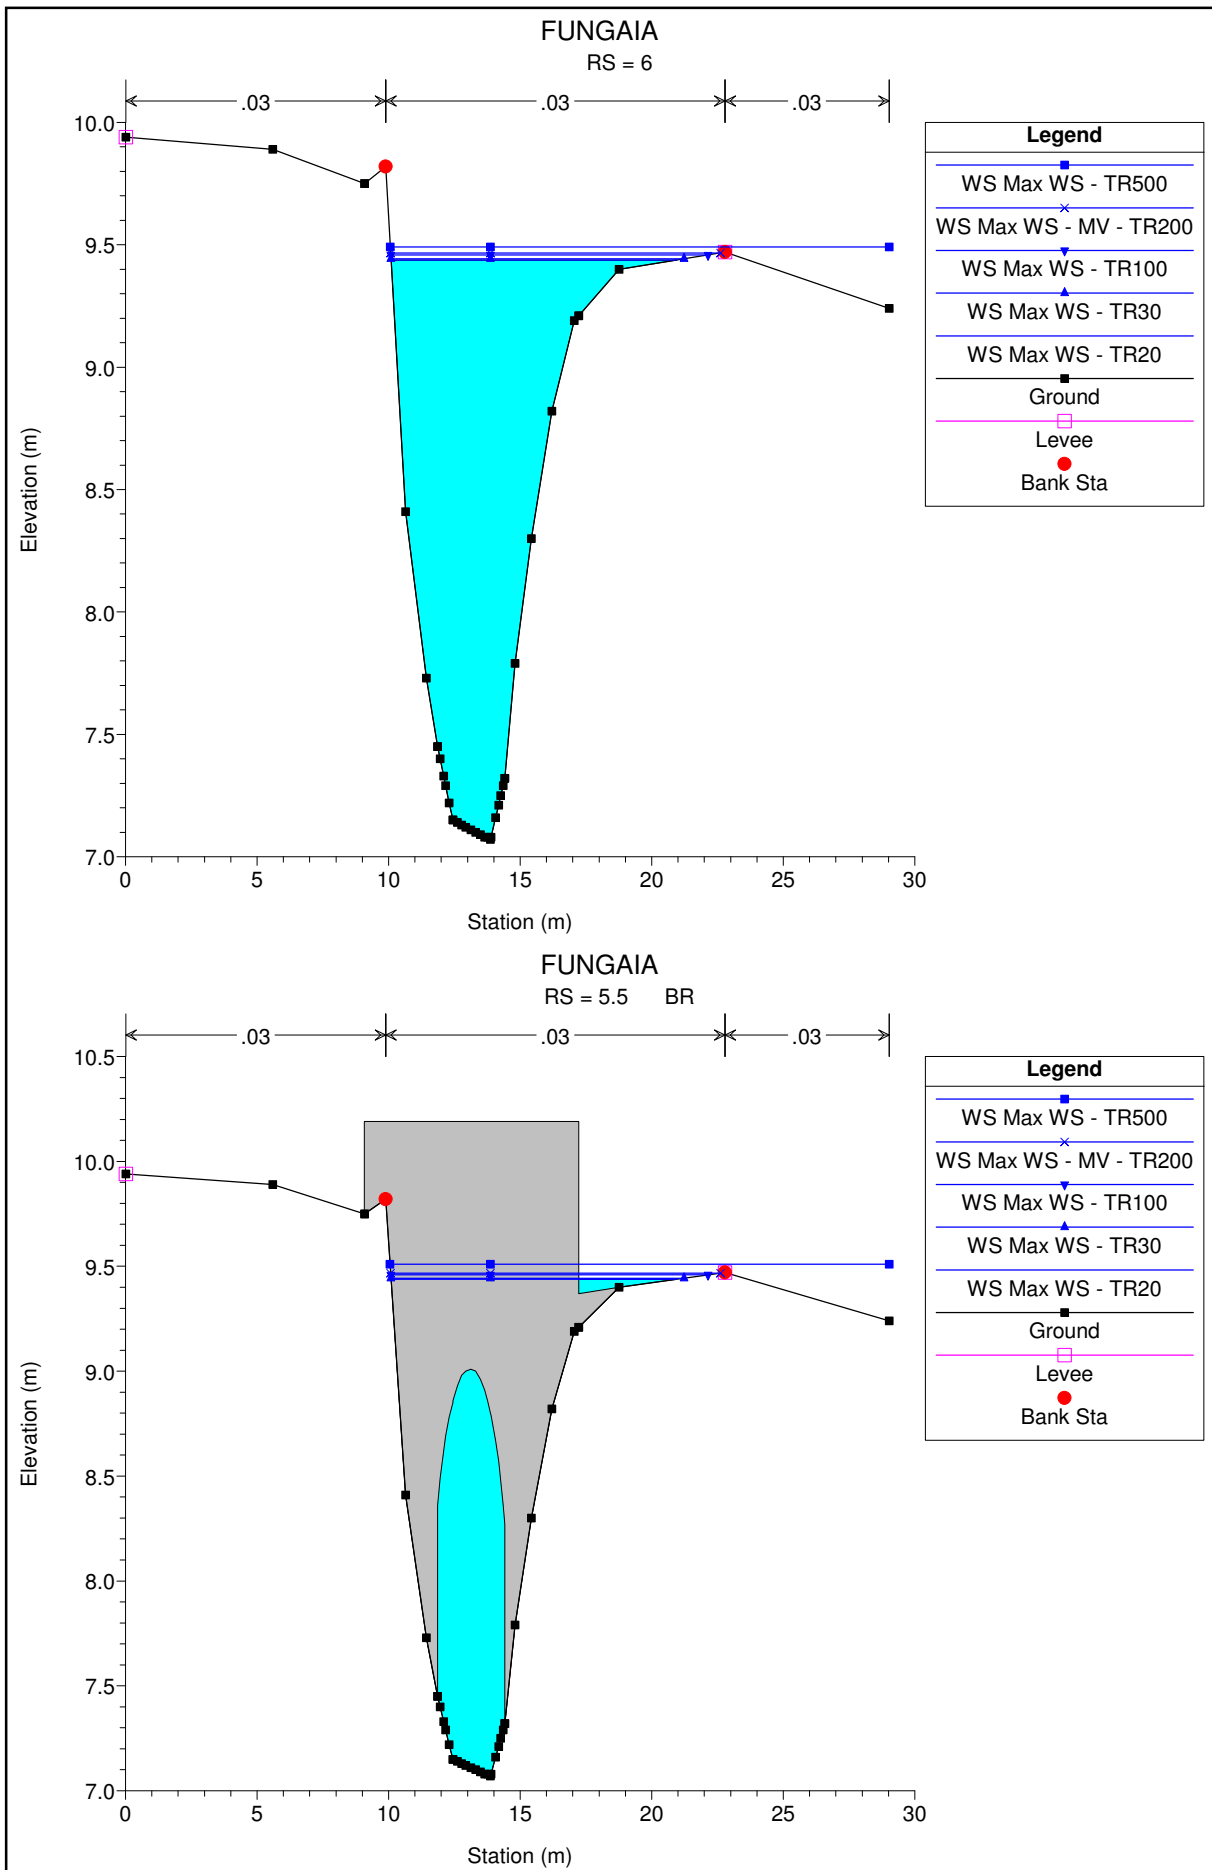 FUNGAIA
RS = 6
.03 .03 .03
10.0
9.5
9.0
8.5
8.0
7.5
7.0
Elevation (m)
0 5 10 15 20 25 30
Station (m)
Legend
WS Max WS - TR500
WS Max WS - MV - TR200
WS Max WS - TR100
WS Max WS - TR30
WS Max WS - TR20
Ground
Levee
Bank Sta
FUNGAIA
RS = 5.5 BR
.03 .03 .03
10.5
10.0
9.5
9.0
8.5
8.0
7.5
7.0
Elevation (m)
0 5 10 15 20 25 30
Station (m)
Legend
WS Max WS - TR500
WS Max WS - MV - TR200
WS Max WS - TR100
WS Max WS - TR30
WS Max WS - TR20
Ground
Levee
Bank Sta